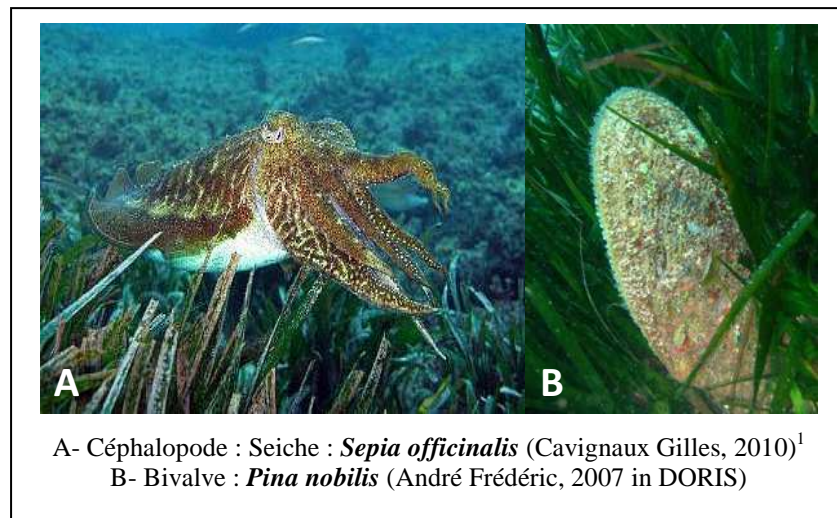 A
B
A- Céphalopode : Seiche : Sepia officinalis (Cavignaux Gilles, 2010)1
B- Bivalve : Pina nobilis (André Frédéric, 2007 in DORIS)